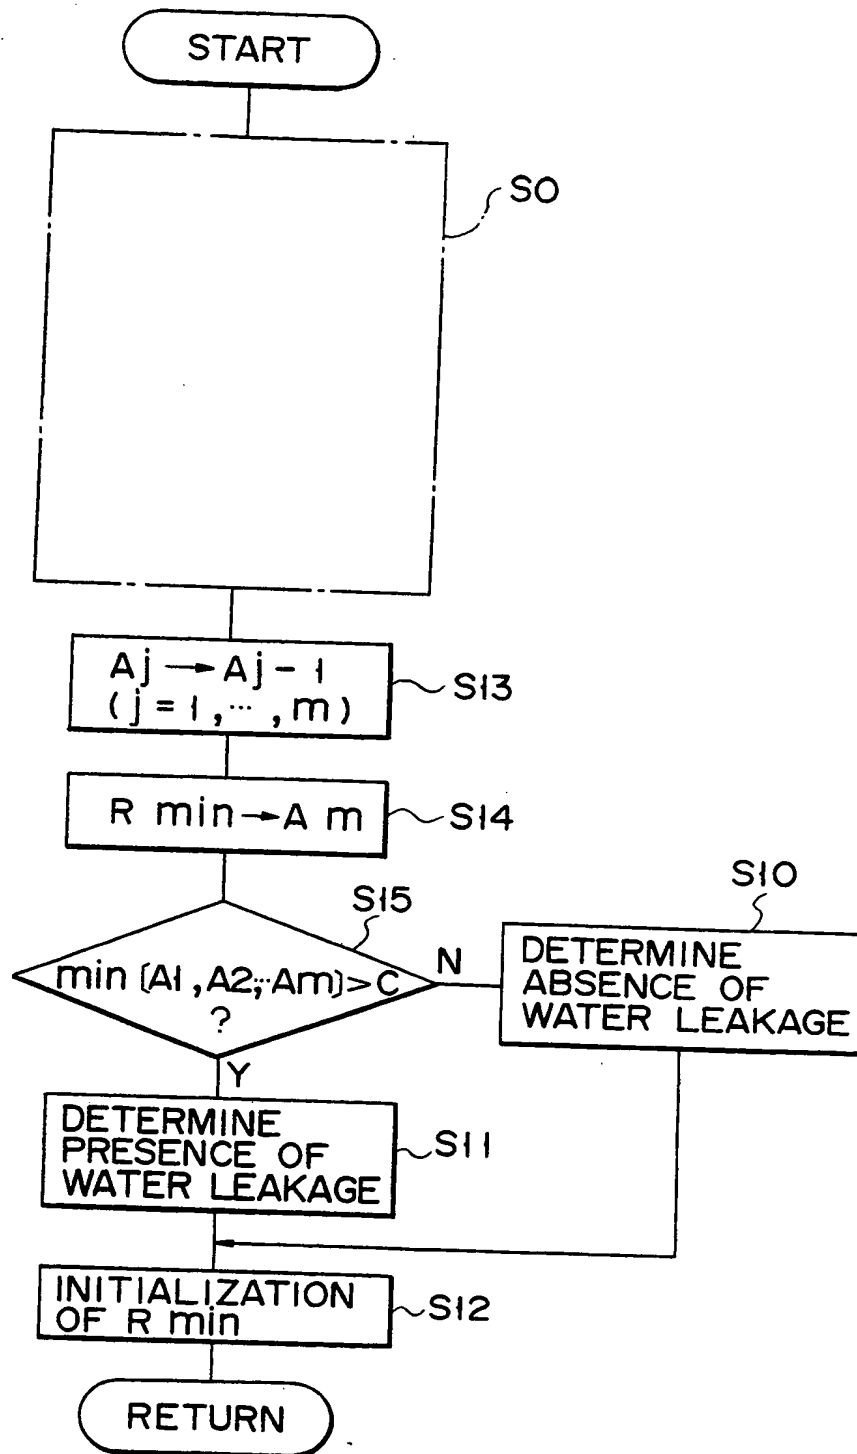 START
S0
Aj → Aj-1
(j=1,…,m)
S13
R min → A m
S14
S15
min (A1,A2,…Am)>C
?
N
S10
DETERMINE
ABSENCE OF
WATER LEAKAGE
Y
DETERMINE
PRESENCE OF
WATER LEAKAGE
S11
INITIALIZATION
OF R min
S12
RETURN